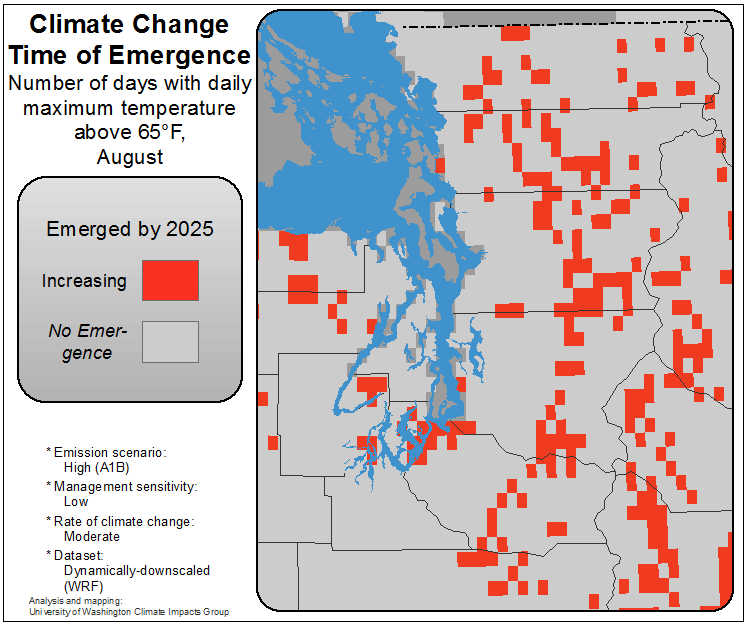 Climate Change
Time of Emergence
Number of days with daily
maximum temperature
above 65°F,
August
Emerged by 2025
Increasing
No Emer-
gence
* Emission scenario:
High (A1B)
* Management sensitivity:
Low
* Rate of climate change:
Moderate
* Dataset:
Dynamically-downscaled
(WRF)
Analysis and mapping:
University of Washington Climate Impacts Group